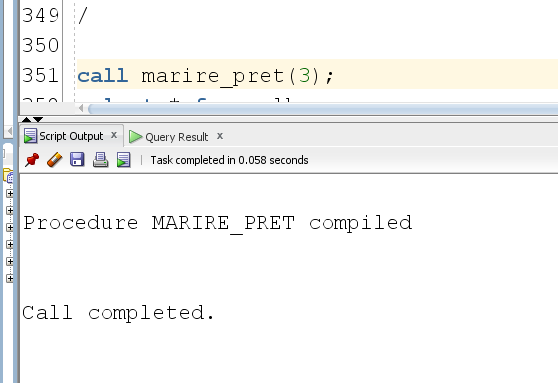 349 /
350
351 call marire_pret(3);
Script Output x Query Result x
Task completed in 0.058 seconds
Procedure MARIRE_PRET compiled
Call completed.